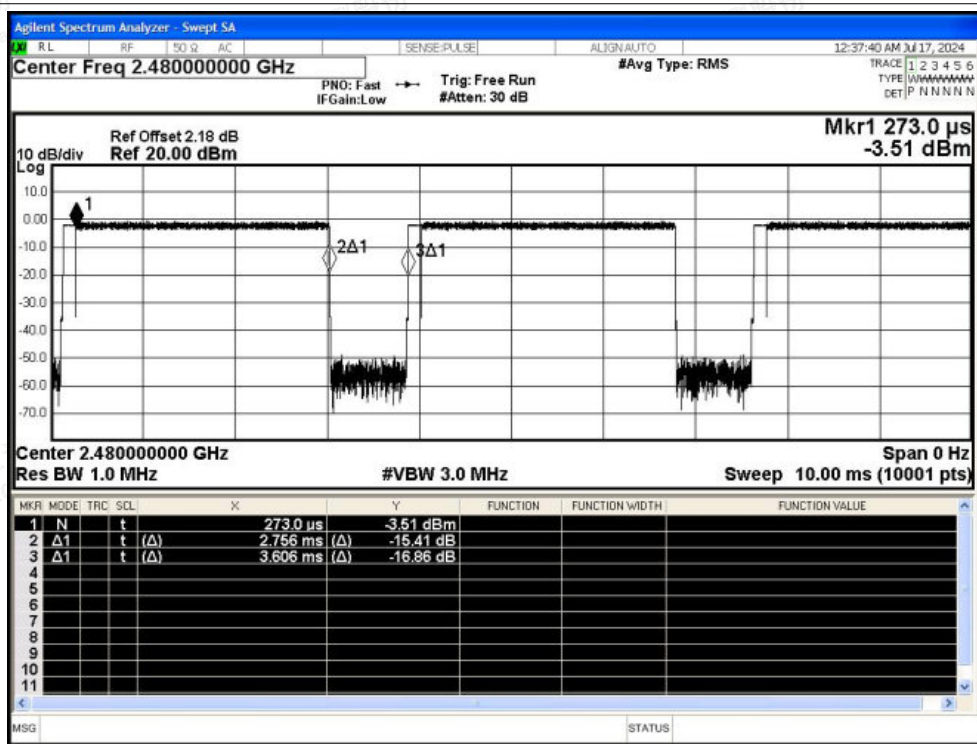 Agilent Spectrum Analyzer - Swept SA
RL RF 50 Ω AC SENSE:PULSE ALIGNAUTO 12:37:40 AM Jul 17, 2024
Center Freq 2.480000000 GHz #Avg Type: RMS TRACE 1 2 3 4 5 6
PNO: Fast Trig: Free Run TYPE WWWWWW
IFGain:Low #Atten: 30 dB DET P N N N N N
Mkr1 273.0 µs
Ref Offset 2.18 dB
10 dB/div Ref 20.00 dBm -3.51 dBm
Log
10.0
1
0.00
2Δ1 3Δ1
-10.0
-20.0
-30.0
-40.0
-50.0
-60.0
-70.0
Center 2.480000000 GHz Span 0 Hz
Res BW 1.0 MHz #VBW 3.0 MHz Sweep 10.00 ms (10001 pts)
MKR MODE TRC SCL X Y FUNCTION FUNCTION WIDTH FUNCTION VALUE
1 N t 273.0 µs -3.51 dBm
2 Δ1 t (Δ) 2.756 ms (Δ) -15.41 dB
3 Δ1 t (Δ) 3.606 ms (Δ) -16.86 dB
4
5
6
7
8
9
10
11
MSG STATUS